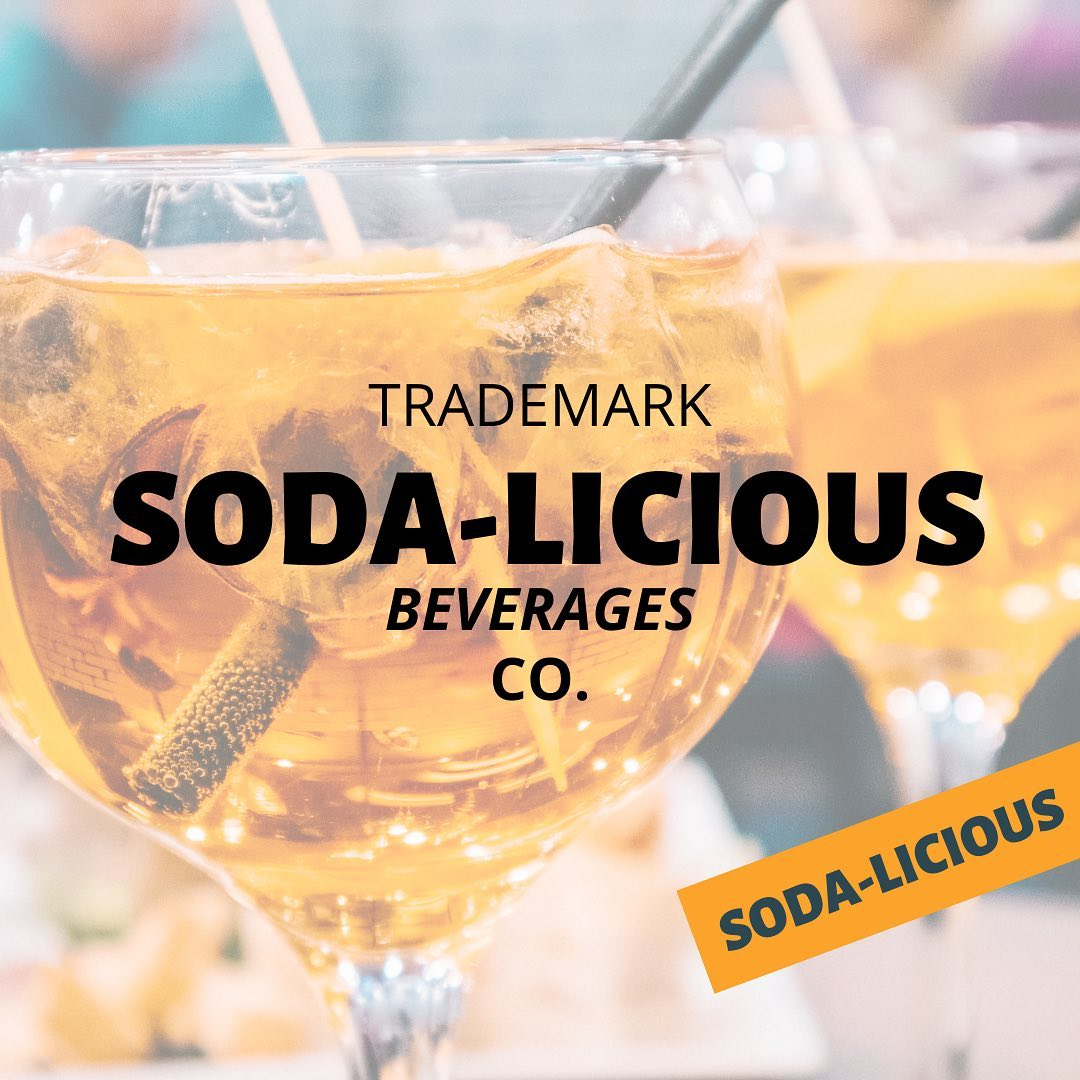 TRADEMARK
SODA-LICIOUS
BEVERAGES
CO.
SODA-LICIOUS